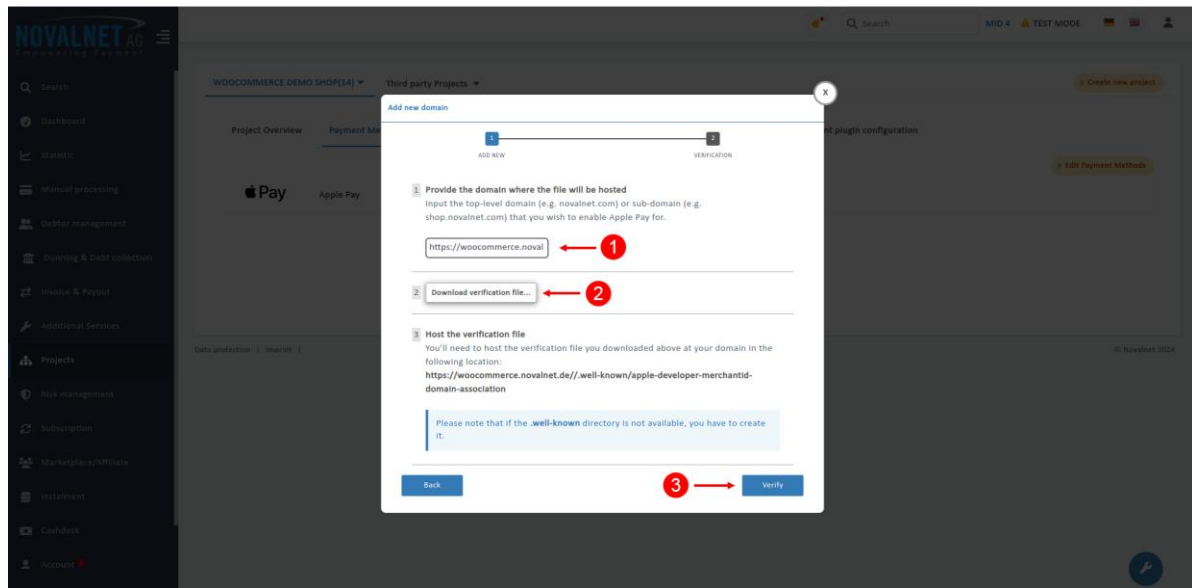 NOVALNET AG
Empowering Payment
Search
MID 4
TEST MODE
Search
Dashboard
Statistic
Manual processing
Debtor management
Dunning & Debt collection
Invoice & Payout
Additional Services
Projects
Risk management
Subscription
Marketplace/Affiliate
Instalment
Cashdesk
Account
WOOCOMMERCE DEMO SHOP(14)
Third party Projects
Create new project
Project Overview
Payment Me
nt plugin configuration
Edit Payment Methods
Pay
Apple Pay
Data protection | Imprint |
© Novalnet 2024
X
Add new domain
1
2
ADD NEW
VERIFICATION
1 Provide the domain where the file will be hosted
Input the top-level domain (e.g. novalnet.com) or sub-domain (e.g.
shop.novalnet.com) that you wish to enable Apple Pay for.
https://woocommerce.noval
1
2 Download verification file...
2
3 Host the verification file
You'll need to host the verification file you downloaded above at your domain in the
following location:
https://woocommerce.novalnet.de//.well-known/apple-developer-merchantid-
domain-association
Please note that if the .well-known directory is not available, you have to create
it.
Back
3
Verify